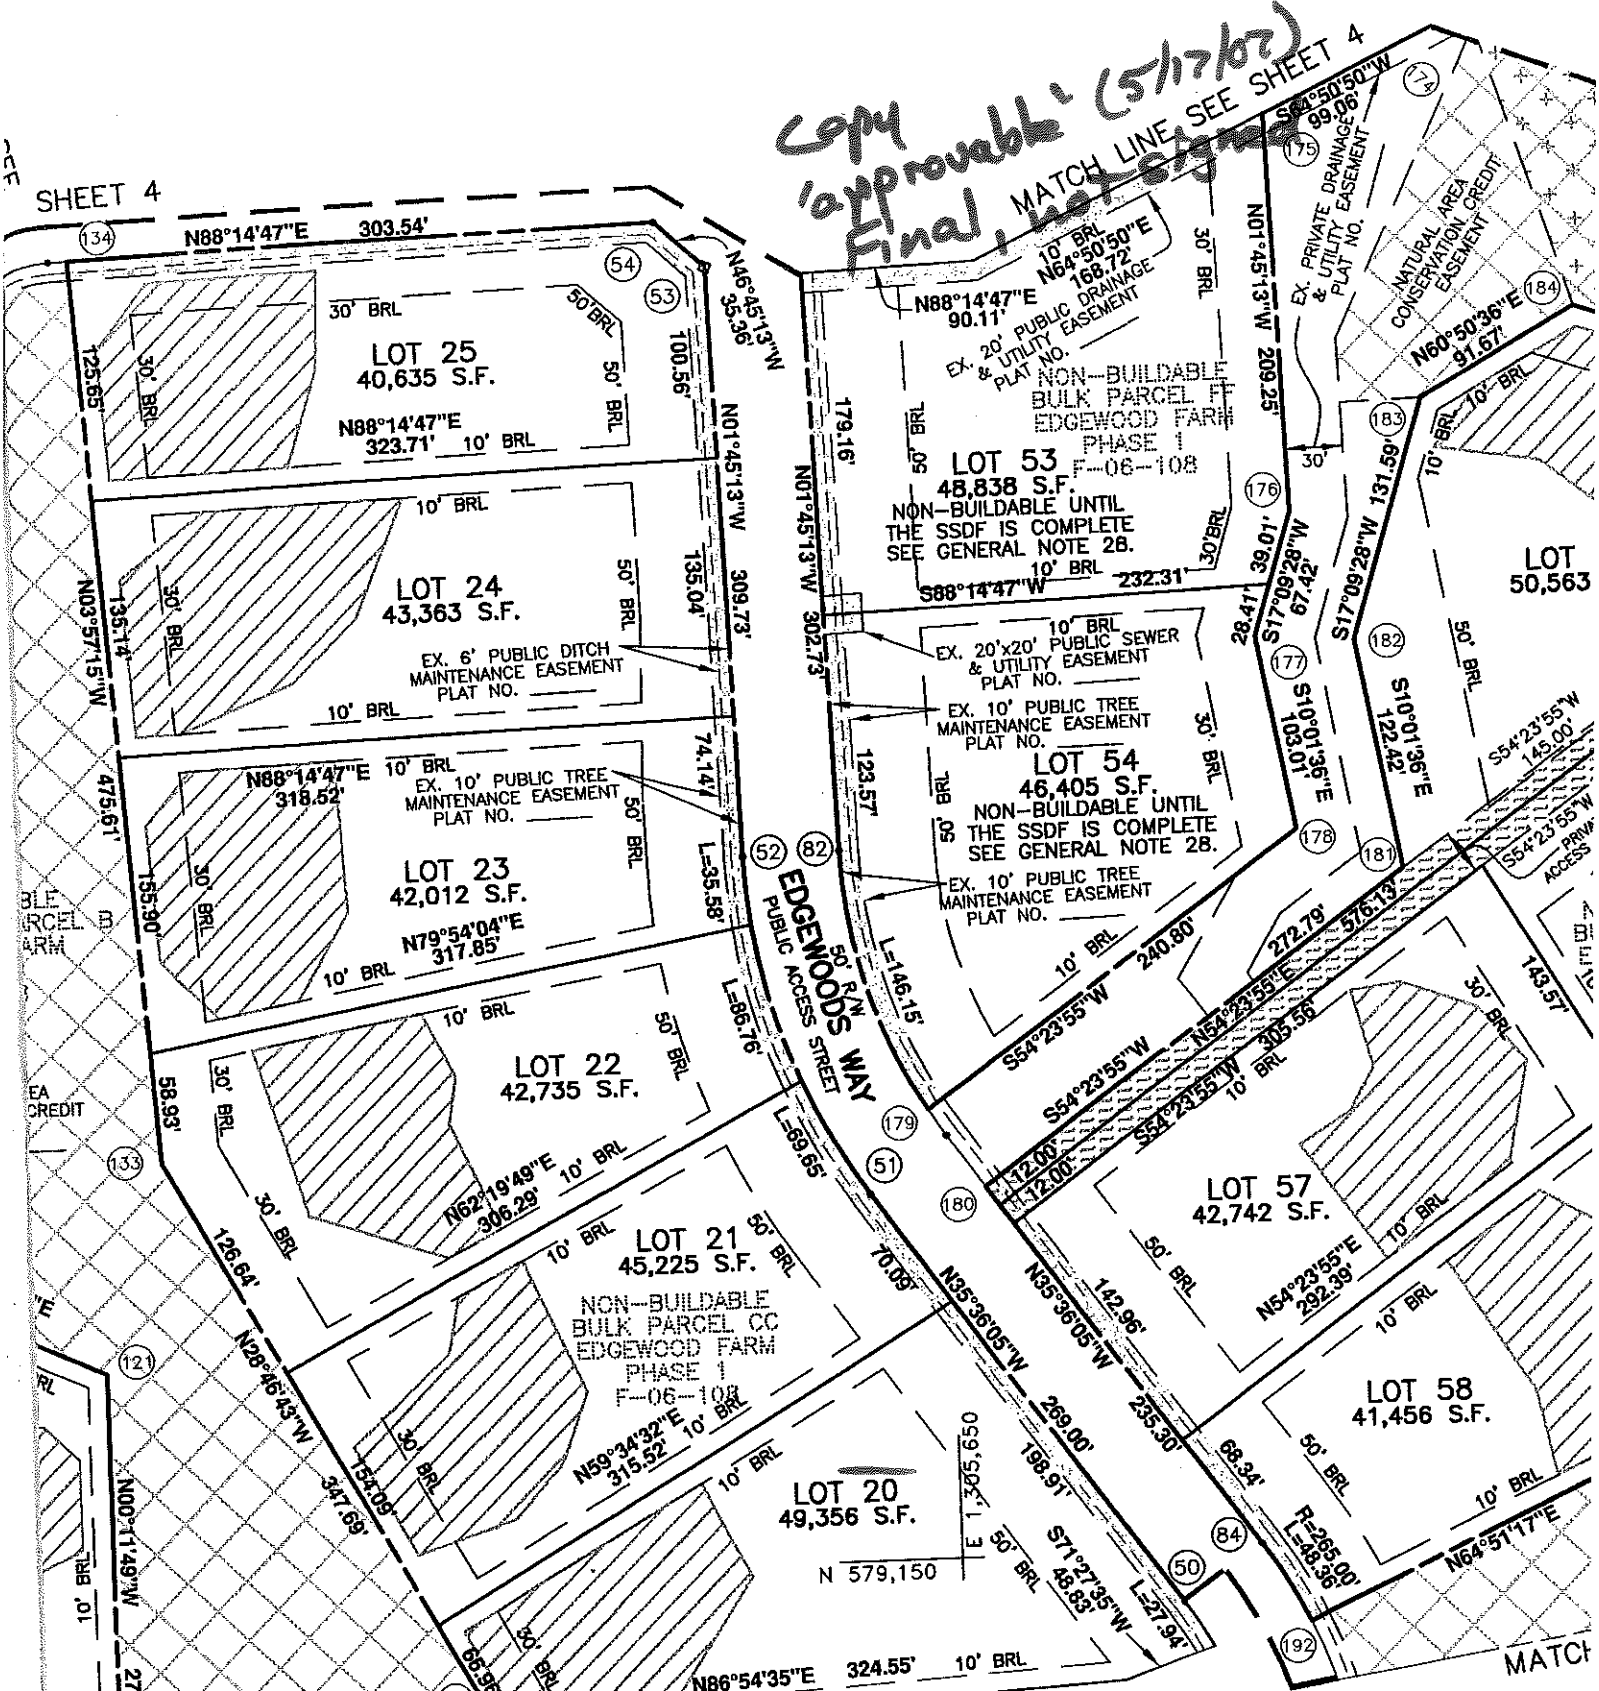 copy
'approvable' (5/17/07)
Final, not signed
MATCH LINE SEE SHEET 4
SHEET 4
134
N88°14'47"E 303.54'
54
53
N46°45'13"W
35.36'
30' BRL
50' BRL
LOT 25
40,635 S.F.
125.65'
30' BRL
50' BRL
100.56'
N88°14'47"E
323.71' 10' BRL
N01°45'13"W 309.73'
10' BRL
LOT 24
43,363 S.F.
N03°57'15"W 475.61'
135.14'
30' BRL
50' BRL
135.04'
EX. 6' PUBLIC DITCH
MAINTENANCE EASEMENT
PLAT NO.
10' BRL
74.14'
N88°14'47"E 10' BRL
318.52'
EX. 10' PUBLIC TREE
MAINTENANCE EASEMENT
PLAT NO.
50' BRL
LOT 23
42,012 S.F.
155.90'
30' BRL
L=35.58'
52
82
N79°54'04"E
317.85'
10' BRL
10' BRL
LOT 22
42,735 S.F.
50' BRL
L=86.76'
58.93'
30' BRL
133
30' BRL
126.64'
N62°19'49"E 10' BRL
306.29'
L=69.65'
10' BRL
LOT 21
45,225 S.F.
50' BRL
70.09'
NON-BUILDABLE
BULK PARCEL CC
EDGEWOOD FARM
PHASE 1
F-06-108
N28°46'43"W 347.69'
154.09'
30' BRL
N59°34'32"E 10' BRL
315.52'
10' BRL
LOT 20
49,356 S.F.
N 579,150
E 1,305,650
50' BRL
S71°27'35"W
48.83'
L=27.94'
N86°54'35"E 324.55' 10' BRL
30' BRL
121
N00°11'49"W
10' BRL
BLE
ARCEL B
ARM
EA
CREDIT
EDGEWOODS WAY
50' R/W
PUBLIC ACCESS STREET
179
51
180
N35°36'05"W 269.00'
198.91'
N35°36'05"W 235.30'
142.96'
68.34'
50
84
192
R=265.00'
L=48.36'
N64°51'17"E
MATCH
N88°14'47"E
90.11'
10' BRL
N64°50'50"E
168.72'
EX. 20' PUBLIC DRAINAGE
& UTILITY EASEMENT
PLAT NO.
30' BRL
NON-BUILDABLE
BULK PARCEL FF
EDGEWOOD FARM
PHASE 1
F-06-108
LOT 53
48,838 S.F.
NON-BUILDABLE UNTIL
THE SSDF IS COMPLETE
SEE GENERAL NOTE 28.
50' BRL
179.16'
N01°45'13"W 302.73'
30' BRL
10' BRL
S88°14'47"W 232.31'
10' BRL
EX. 20'x20' PUBLIC SEWER
& UTILITY EASEMENT
PLAT NO.
EX. 10' PUBLIC TREE
MAINTENANCE EASEMENT
PLAT NO.
LOT 54
46,405 S.F.
NON-BUILDABLE UNTIL
THE SSDF IS COMPLETE
SEE GENERAL NOTE 28.
123.57'
50' BRL
30' BRL
EX. 10' PUBLIC TREE
MAINTENANCE EASEMENT
PLAT NO.
L=146.15'
10' BRL
S54°23'55"W 240.80'
S64°50'50"W
99.06'
174
175
N01°45'13"W 209.25'
EX. PRIVATE DRAINAGE
& UTILITY EASEMENT
PLAT NO.
NATURAL AREA
CONSERVATION CREDIT
EASEMENT
184
N60°50'36"E
91.67'
30'
183
10' BRL
10' BRL
176
39.01'
28.41'
S17°09'28"W
67.42'
S17°09'28"W 131.59'
177
182
S10°01'36"E
103.01'
S10°01'36"E
122.42'
178
181
LOT
50,563
50' BRL
S54°23'55"W
145.00'
S54°23'55"W
PRIVA
ACCESS
143.57'
272.79'
N54°23'55"E 576.13'
S54°23'55"W
S54°23'55"W 305.56'
10' BRL
12.00'
12.00'
30' BRL
LOT 57
42,742 S.F.
50' BRL
10' BRL
N54°23'55"E
292.39'
10' BRL
LOT 58
41,456 S.F.
50' BRL
10' BRL